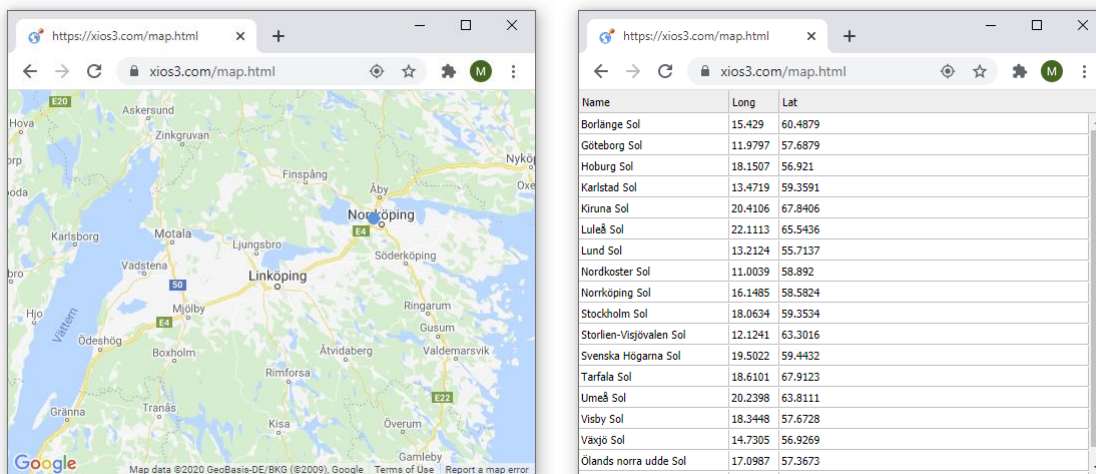 https://xios3.com/map.html
xios3.com/map.html
M
E20
Askersund
Hova
Zinkgruvan
Finspång
Åby
Norrköping
E4
Karlsborg
Motala
Ljungsbro
Söderköping
Vadstena
Linköping
50
Mjölby
Ringarum
Hjo
Vättern
E4
Gusum
Ödeshög
Boxholm
Åtvidaberg
Valdemarsvik
Rimforsa
E22
Gränna
Tranås
Kisa
Överum
Gamleby
Google
Map data ©2020 GeoBasis-DE/BKG (©2009), Google Terms of Use Report a map error
https://xios3.com/map.html
xios3.com/map.html
M
Name Long Lat
Borlänge Sol 15.429 60.4879
Göteborg Sol 11.9797 57.6879
Hoburg Sol 18.1507 56.921
Karlstad Sol 13.4719 59.3591
Kiruna Sol 20.4106 67.8406
Luleå Sol 22.1113 65.5436
Lund Sol 13.2124 55.7137
Nordkoster Sol 11.0039 58.892
Norrköping Sol 16.1485 58.5824
Stockholm Sol 18.0634 59.3534
Storlien-Visjövalen Sol 12.1241 63.3016
Svenska Högarna Sol 19.5022 59.4432
Tarfala Sol 18.6101 67.9123
Umeå Sol 20.2398 63.8111
Visby Sol 18.3448 57.6728
Växjö Sol 14.7305 56.9269
Ölands norra udde Sol 17.0987 57.3673